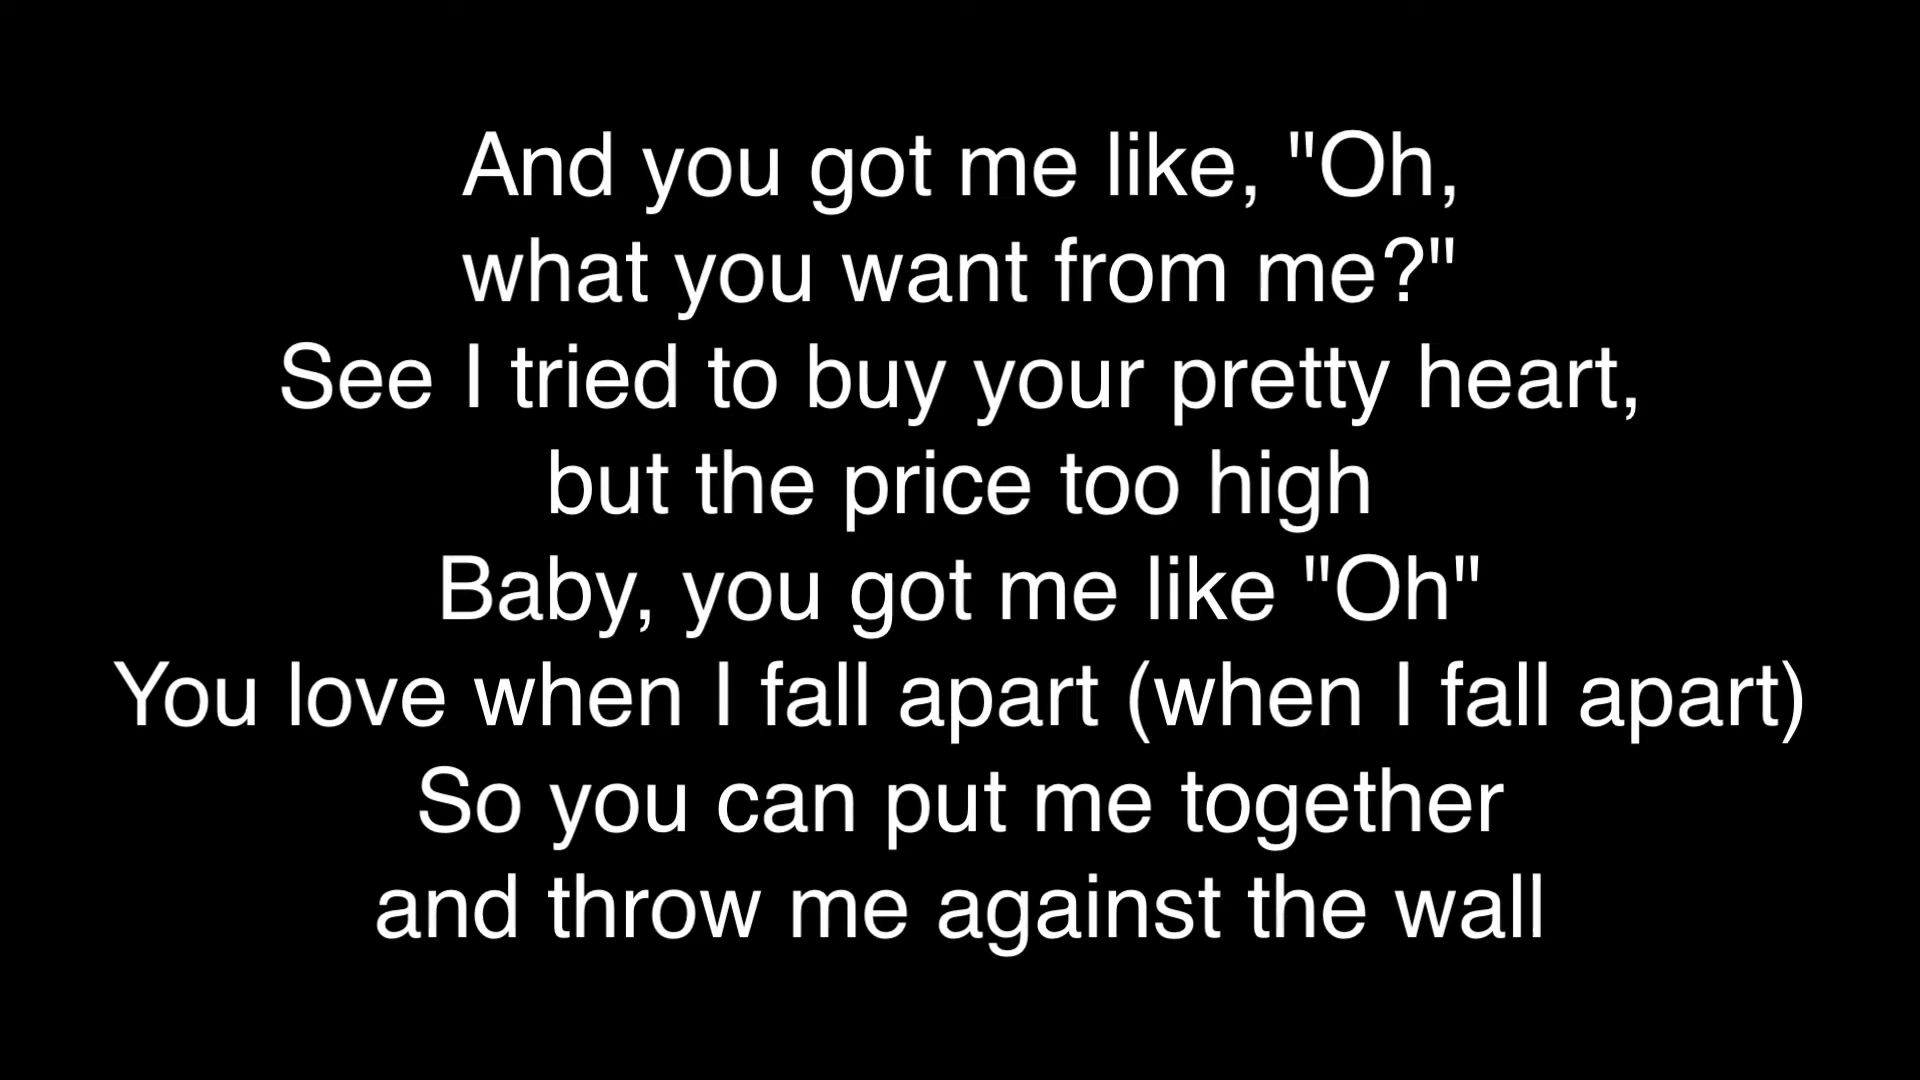 And you got me like, "Oh,
what you want from me?"
See I tried to buy your pretty heart,
but the price too high
Baby, you got me like "Oh"
You love when I fall apart (when I fall apart)
So you can put me together
and throw me against the wall